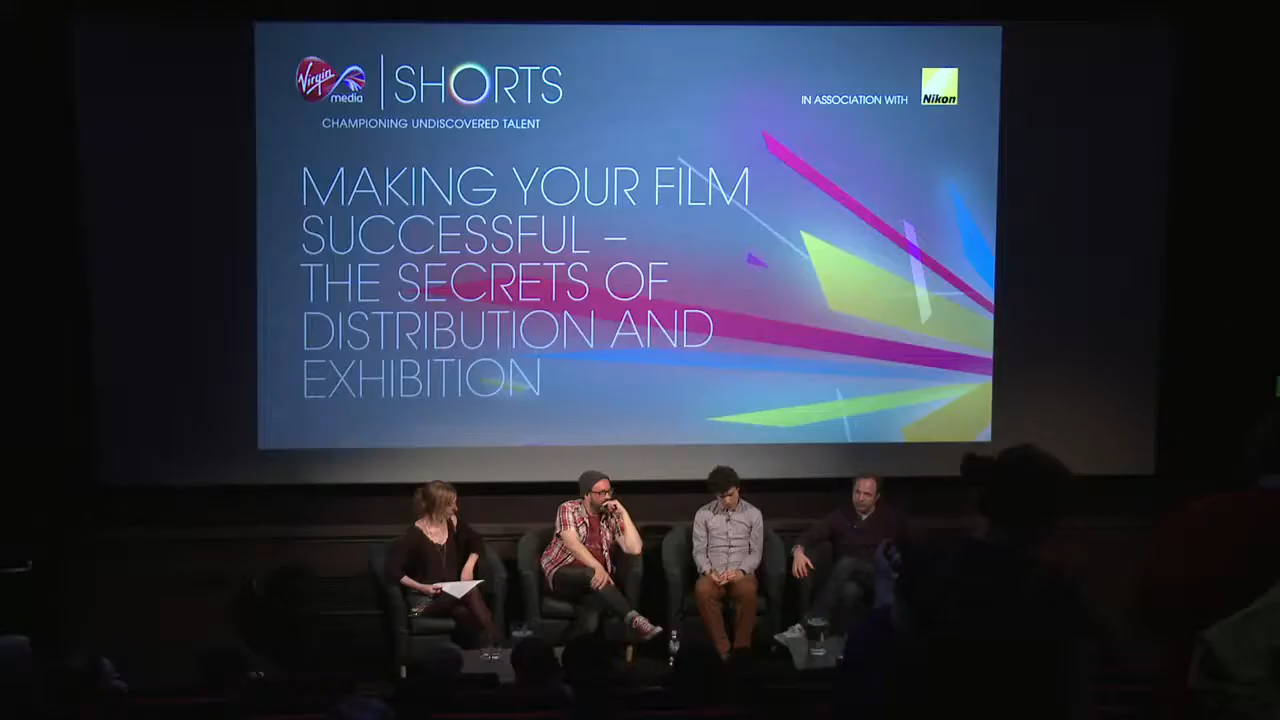 Virgin media SHORTS
CHAMPIONING UNDISCOVERED TALENT
IN ASSOCIATION WITH Nikon
MAKING YOUR FILM
SUCCESSFUL –
THE SECRETS OF
DISTRIBUTION AND
EXHIBITION